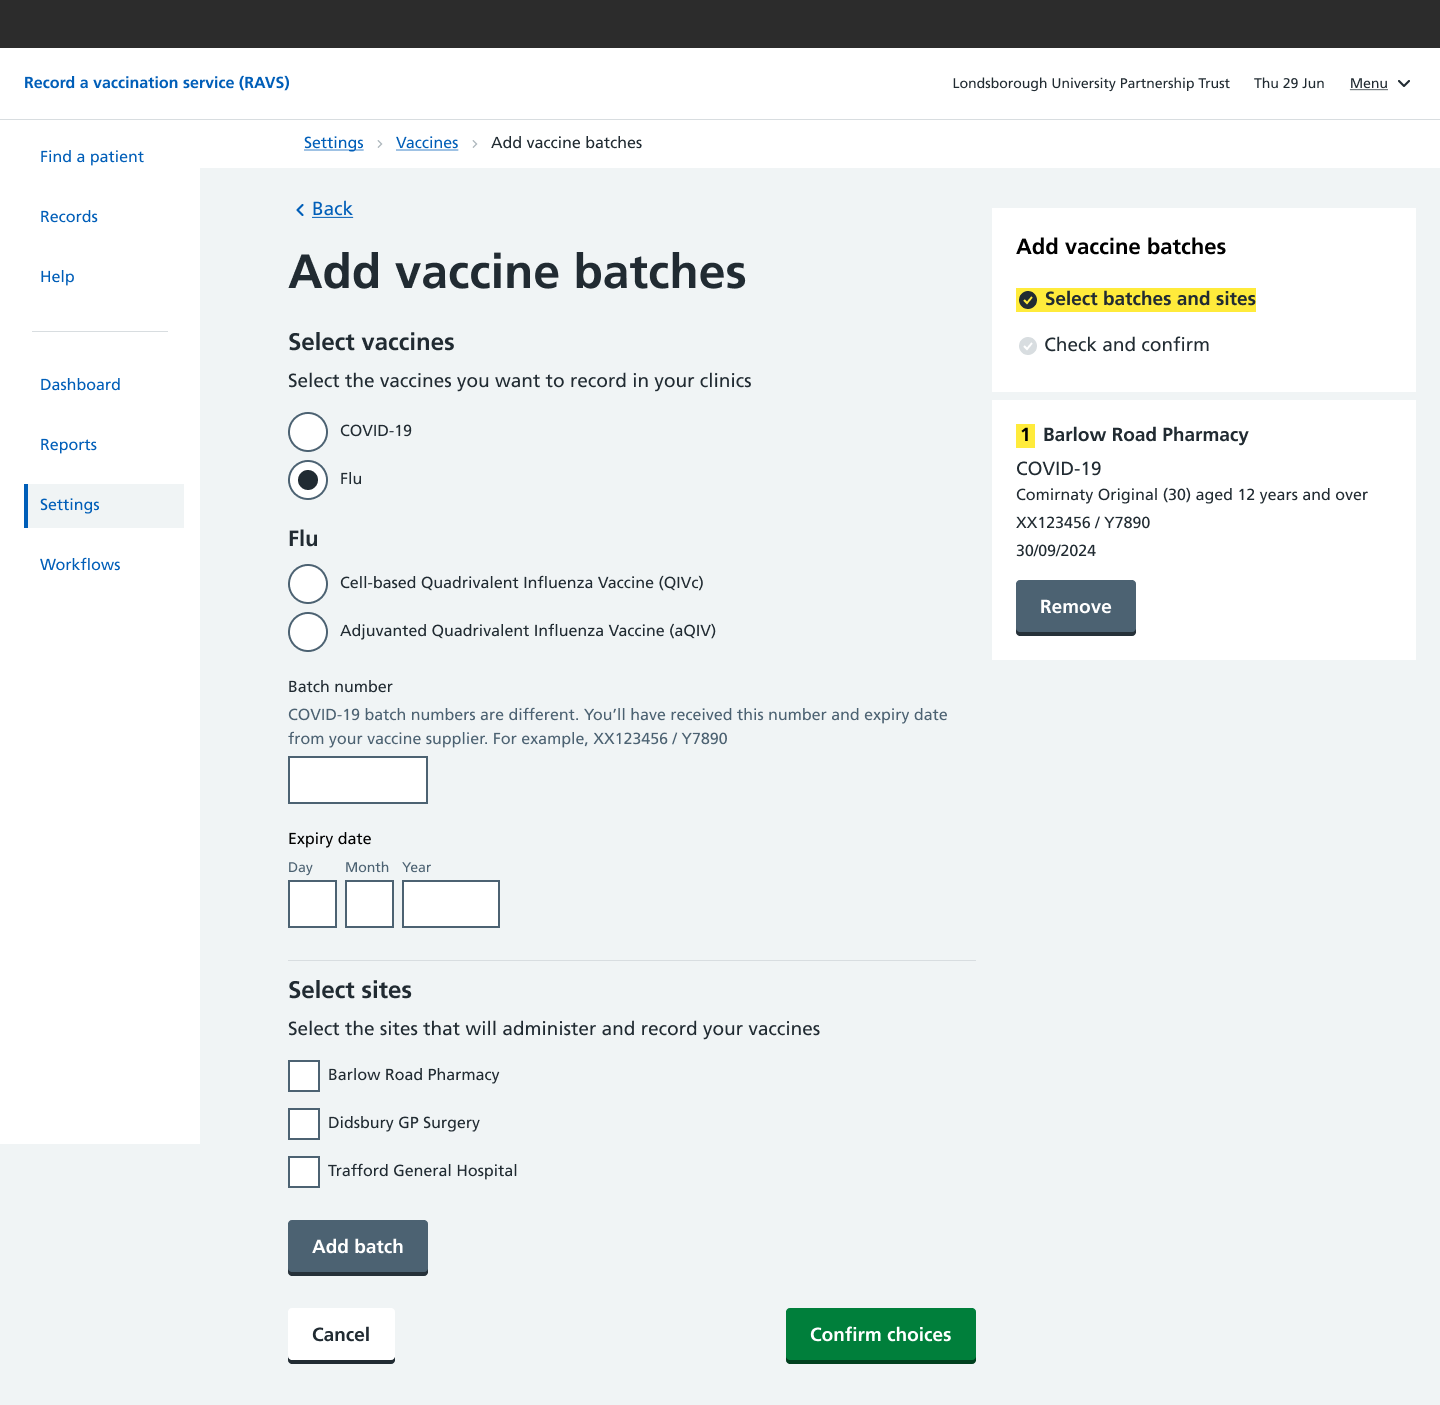 Record a vaccination service (RAVS)
Londsborough University Partnership Trust
Thu 29 Jun
Menu
Find a patient
Records
Help
Dashboard
Reports
Settings
Workflows
Settings > Vaccines > Add vaccine batches
Back
Add vaccine batches
Select vaccines
Select the vaccines you want to record in your clinics
COVID-19
Flu
Flu
Cell-based Quadrivalent Influenza Vaccine (QIVc)
Adjuvanted Quadrivalent Influenza Vaccine (aQIV)
Batch number
COVID-19 batch numbers are different. You’ll have received this number and expiry date
from your vaccine supplier. For example, XX123456 / Y7890
Expiry date
Day Month Year
Select sites
Select the sites that will administer and record your vaccines
Barlow Road Pharmacy
Didsbury GP Surgery
Trafford General Hospital
Add batch
Cancel
Confirm choices
Add vaccine batches
Select batches and sites
Check and confirm
1 Barlow Road Pharmacy
COVID-19
Comirnaty Original (30) aged 12 years and over
XX123456 / Y7890
30/09/2024
Remove